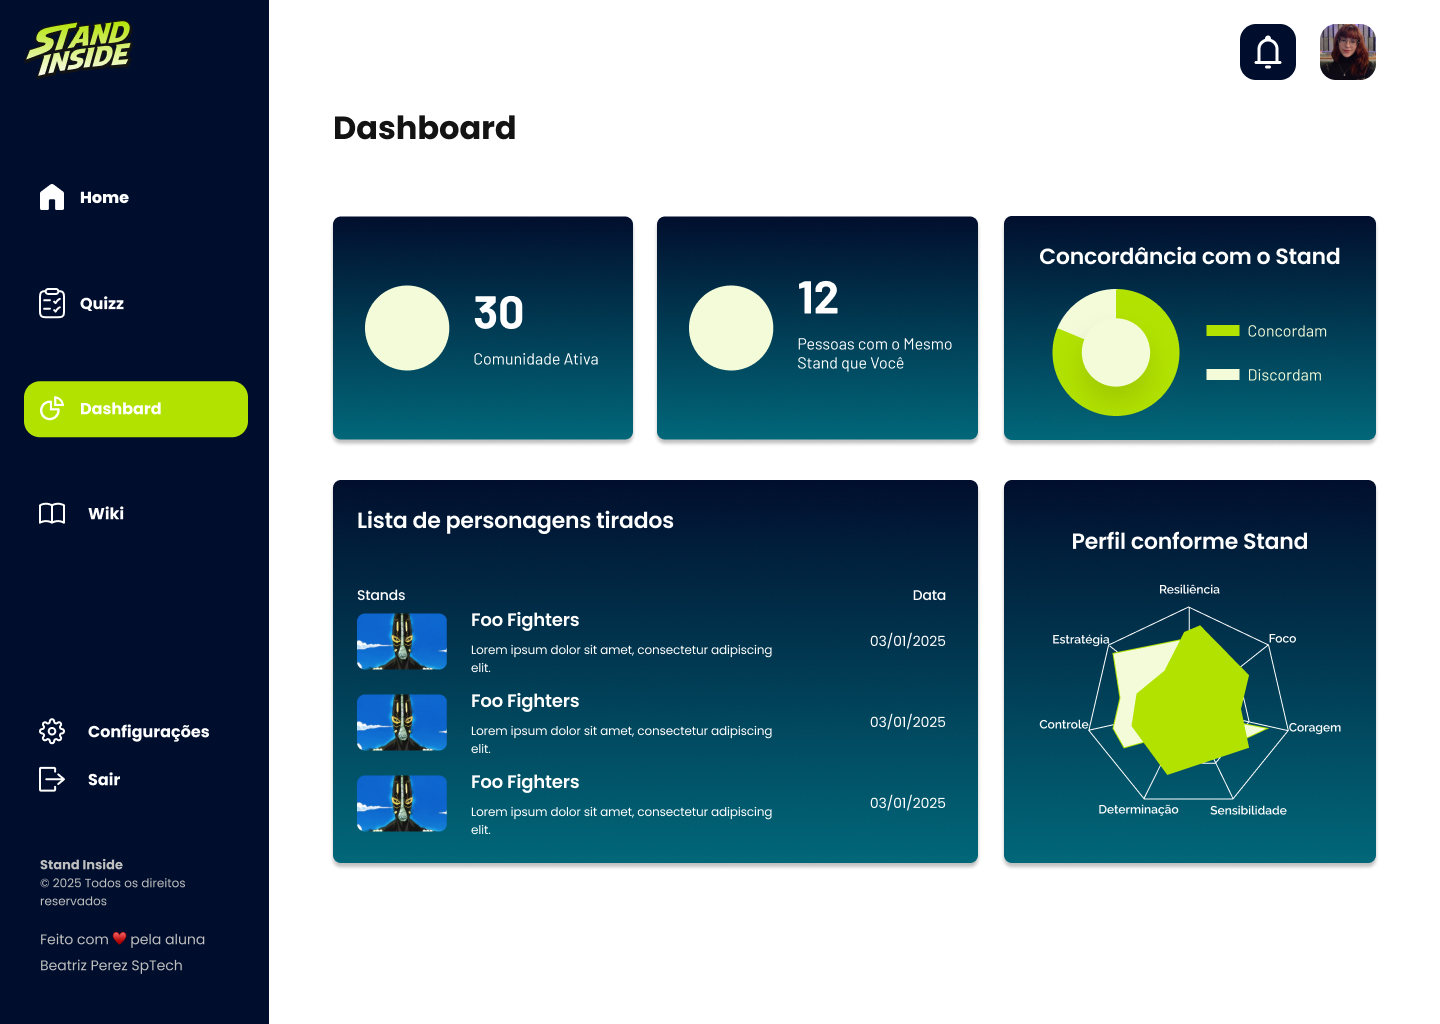 STAND
INSIDE
Home
Quizz
Dashbard
Wiki
Configurações
Sair
Stand Inside
© 2025 Todos os direitos
reservados
Feito com ♥ pela aluna
Beatriz Perez SpTech
Dashboard
30
Comunidade Ativa
12
Pessoas com o Mesmo
Stand que Você
Concordância com o Stand
Concordam
Discordam
Lista de personagens tirados
Stands
Data
Foo Fighters
Lorem ipsum dolor sit amet, consectetur adipiscing
elit.
03/01/2025
Foo Fighters
Lorem ipsum dolor sit amet, consectetur adipiscing
elit.
03/01/2025
Foo Fighters
Lorem ipsum dolor sit amet, consectetur adipiscing
elit.
03/01/2025
Perfil conforme Stand
Resiliência
Estratégia
Foco
Controle
Coragem
Determinação
Sensibilidade